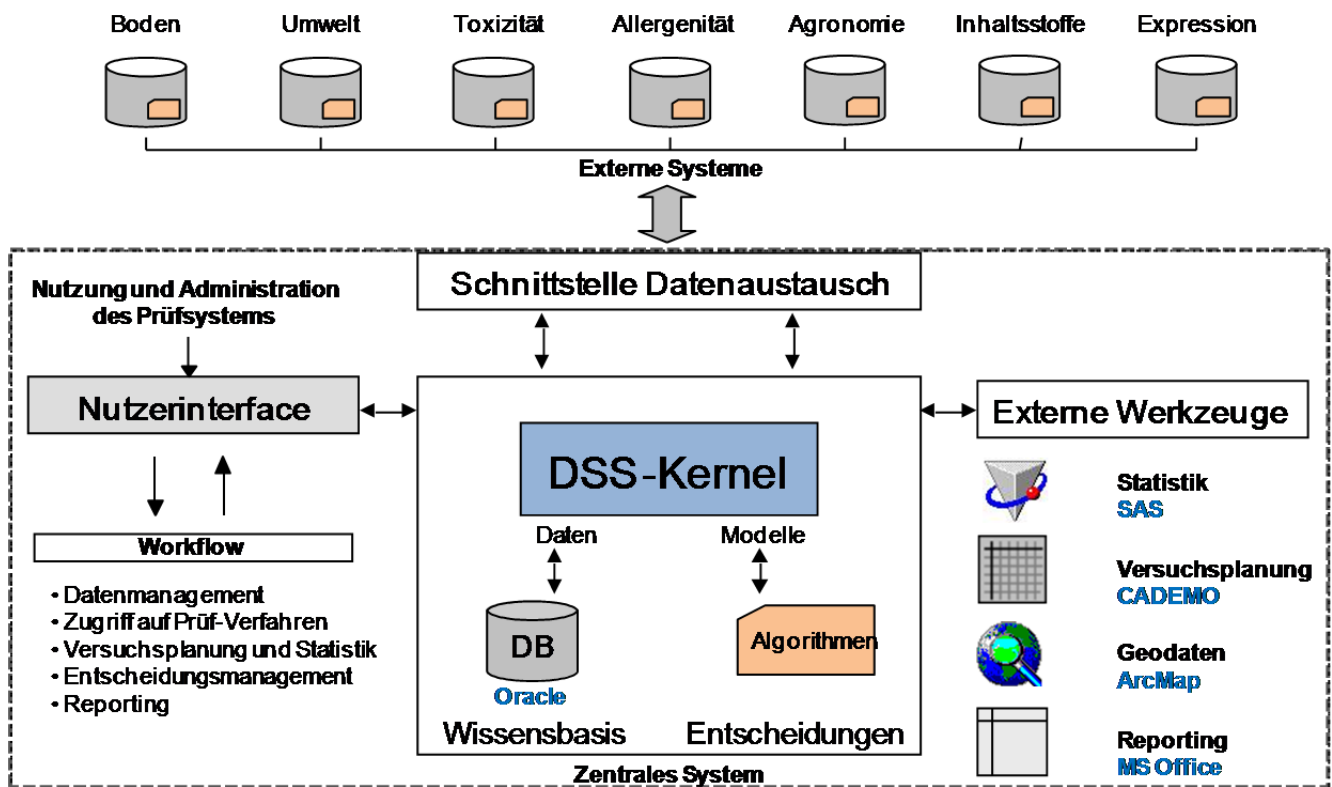 Boden
Umwelt
Toxizität
Allergenität
Agronomie
Inhaltsstoffe
Expression
Externe Systeme
Schnittstelle Datenaustausch
Nutzung und Administration
des Prüfsystems
Nutzerinterface
Workflow
• Datenmanagement
• Zugriff auf Prüf-Verfahren
• Versuchsplanung und Statistik
• Entscheidungsmanagement
• Reporting
DSS-Kernel
Daten
Modelle
DB
Oracle
Algorithmen
Wissensbasis
Entscheidungen
Zentrales System
Externe Werkzeuge
Statistik
SAS
Versuchsplanung
CADEMO
Geodaten
ArcMap
Reporting
MS Office